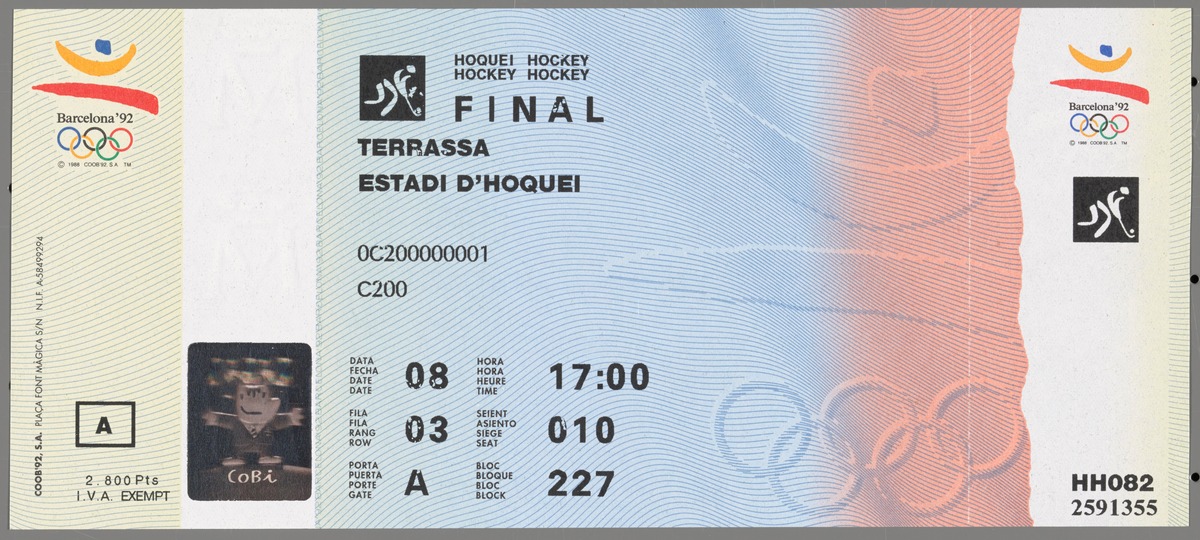 Barcelona'92
© 1988 COOB'92, S.A. TM
COOB'92, S.A. PLAÇA FONT MÀGICA S/N N.I.F. A-58499294
A
2.800 Pts
I.V.A. EXEMPT
COBi
HOQUEI HOCKEY
HOCKEY HOCKEY
FINAL
TERRASSA
ESTADI D'HOQUEI
0C200000001
C200
DATA
FECHA
DATE
DATE
08
HORA
HORA
HEURE
TIME
17:00
FILA
FILA
RANG
ROW
03
SEIENT
ASIENTO
SIEGE
SEAT
010
PORTA
PUERTA
PORTE
GATE
A
BLOC
BLOQUE
BLOC
BLOCK
227
Barcelona'92
© 1988 COOB'92, S.A. TM
HH082
2591355